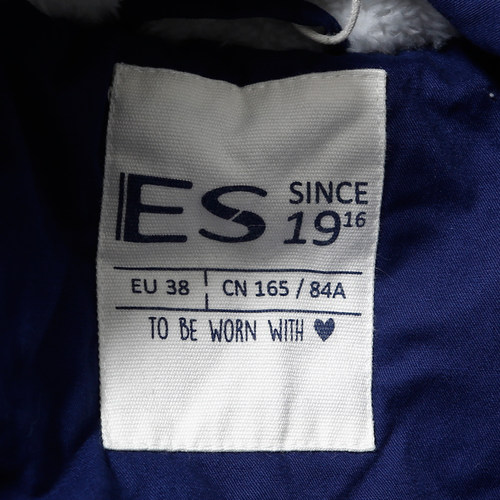 ES SINCE
1916
EU 38 CN 165 / 84A
TO BE WORN WITH ♥